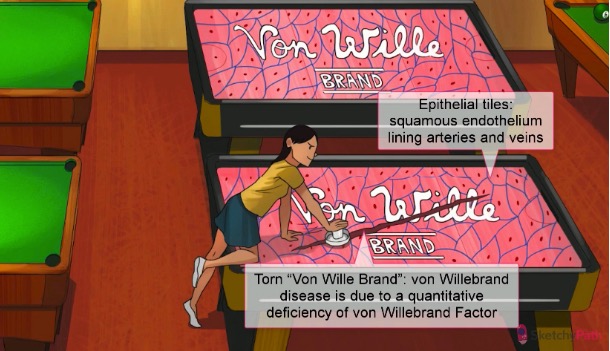 Von Wille
BRAND
Epithelial tiles:
squamous endothelium
lining arteries and veins
Von Wille
BRAND
Torn “Von Wille Brand”: von Willebrand
disease is due to a quantitative
deficiency of von Willebrand Factor
SketchyPath